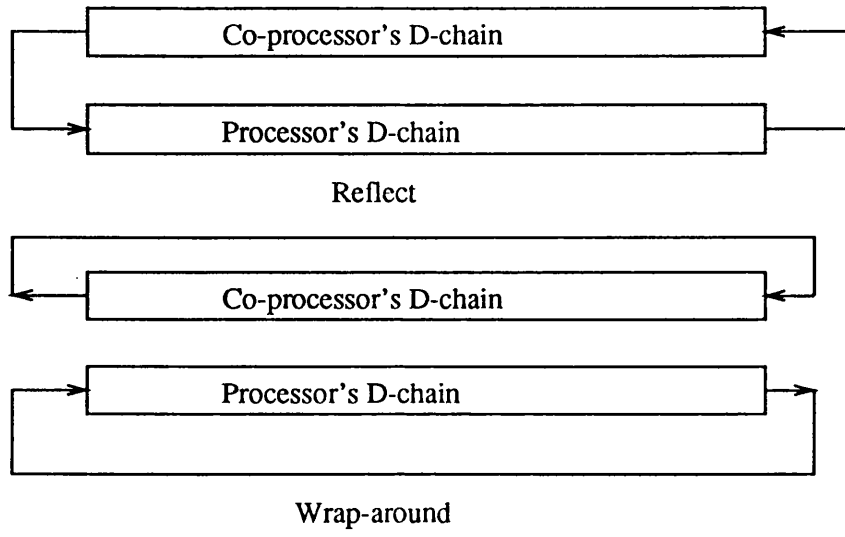 Co-processor's D-chain
Processor's D-chain
Reflect
Co-processor's D-chain
Processor's D-chain
Wrap-around